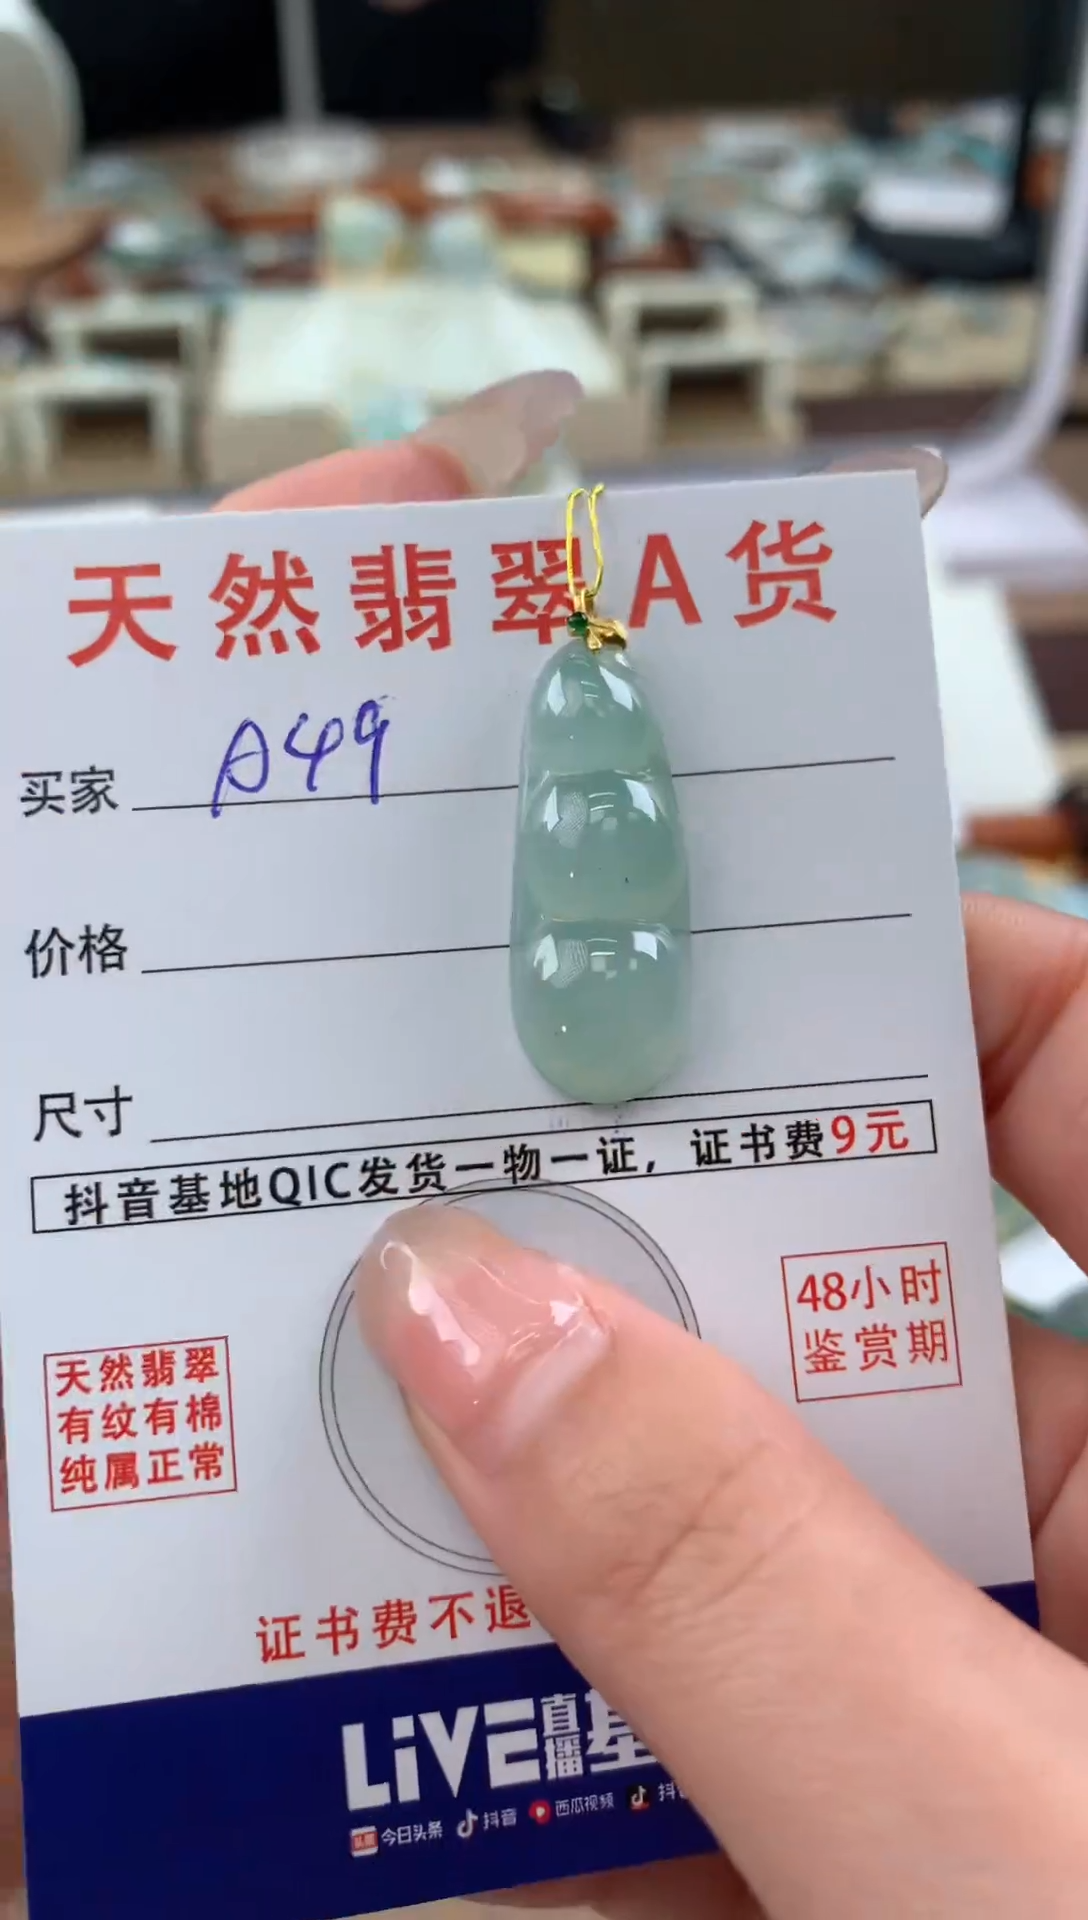 天然翡翠A货
买家 A49
价格
尺寸
抖音基地QIC发货一物一证，证书费9元
48小时
鉴赏期
天然翡翠
有纹有棉
纯属正常
证书费不退
LiVE直播基
今日头条 抖音 西瓜视频 抖音